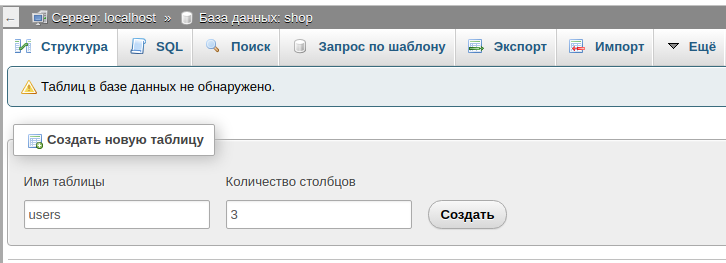 ← Сервер: localhost » База данных: shop
Структура SQL Поиск Запрос по шаблону Экспорт Импорт Ещё
Таблиц в базе данных не обнаружено.
Создать новую таблицу
Имя таблицы Количество столбцов
users 3 Создать